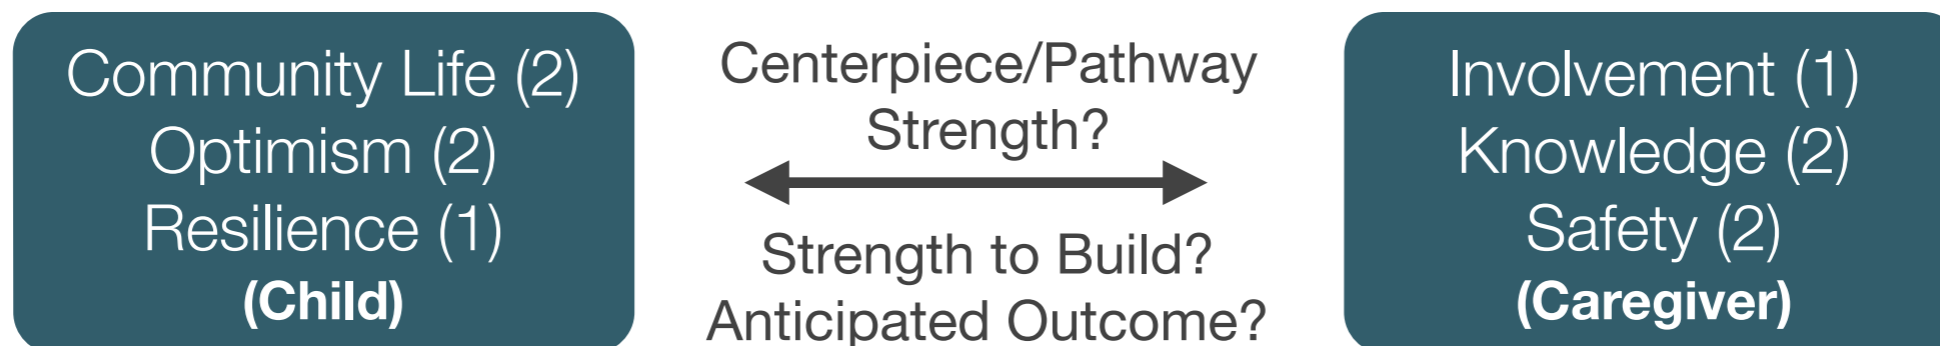 Community Life (2)
Optimism (2)
Resilience (1)
(Child)
Centerpiece/Pathway
Strength?
Strength to Build?
Anticipated Outcome?
Involvement (1)
Knowledge (2)
Safety (2)
(Caregiver)